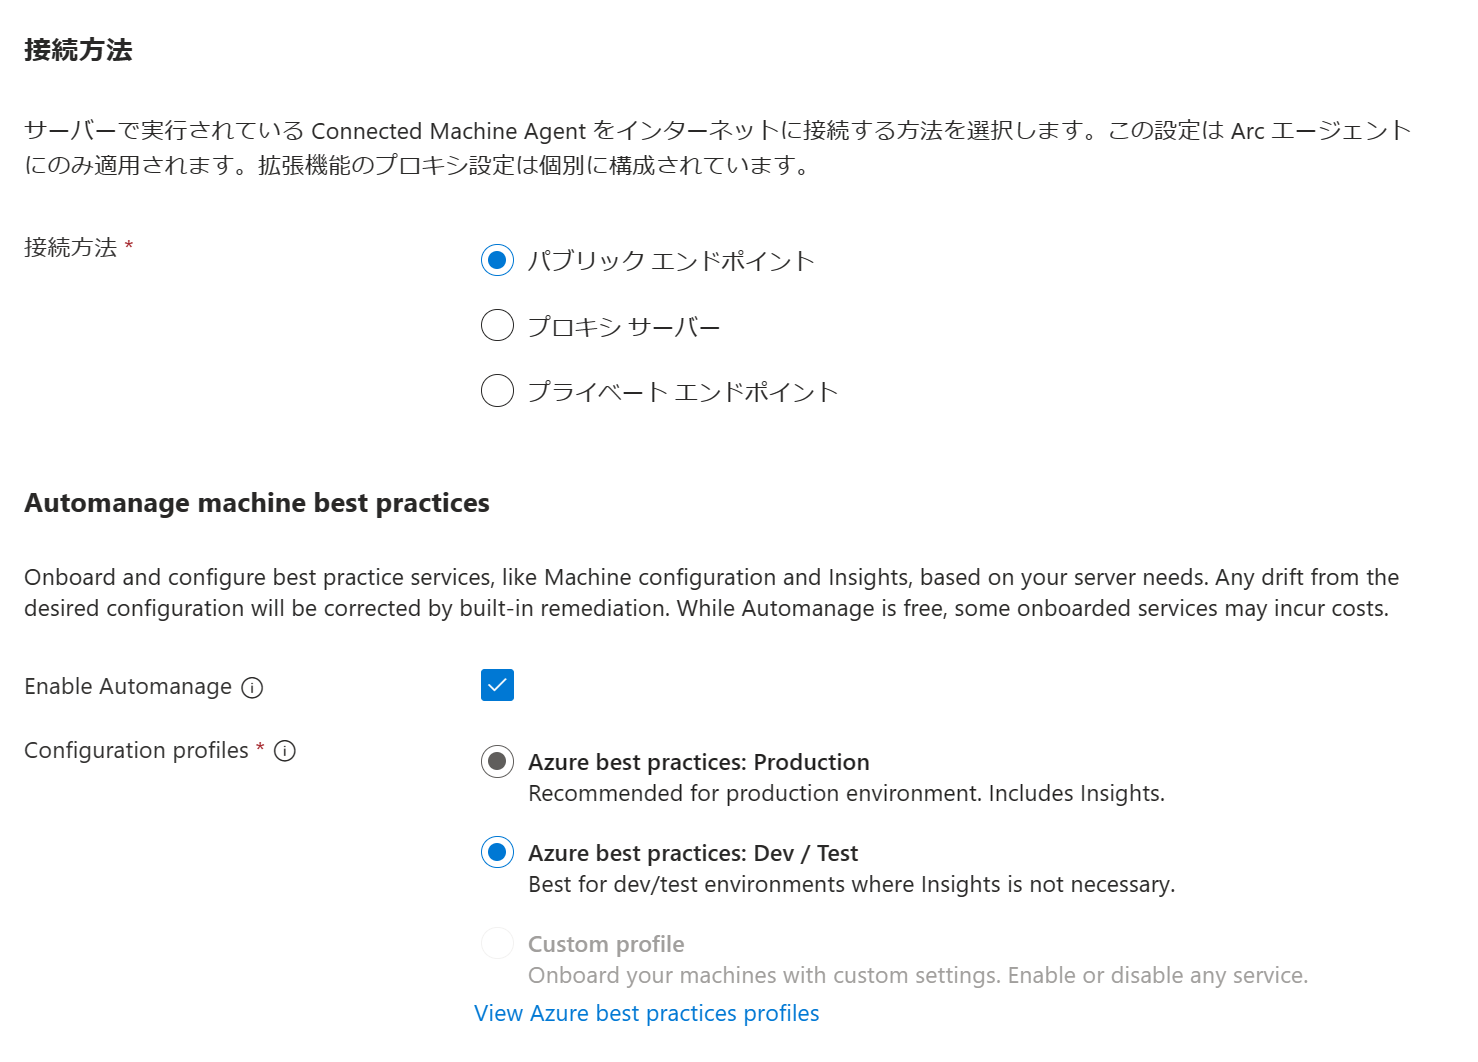 接続方法
サーバーで実行されている Connected Machine Agent をインターネットに接続する方法を選択します。この設定は Arc エージェント
にのみ適用されます。拡張機能のプロキシ設定は個別に構成されています。
接続方法 *
パブリック エンドポイント
プロキシ サーバー
プライベート エンドポイント
Automanage machine best practices
Onboard and configure best practice services, like Machine configuration and Insights, based on your server needs. Any drift from the
desired configuration will be corrected by built-in remediation. While Automanage is free, some onboarded services may incur costs.
Enable Automanage
Configuration profiles *
Azure best practices: Production
Recommended for production environment. Includes Insights.
Azure best practices: Dev / Test
Best for dev/test environments where Insights is not necessary.
Custom profile
Onboard your machines with custom settings. Enable or disable any service.
View Azure best practices profiles